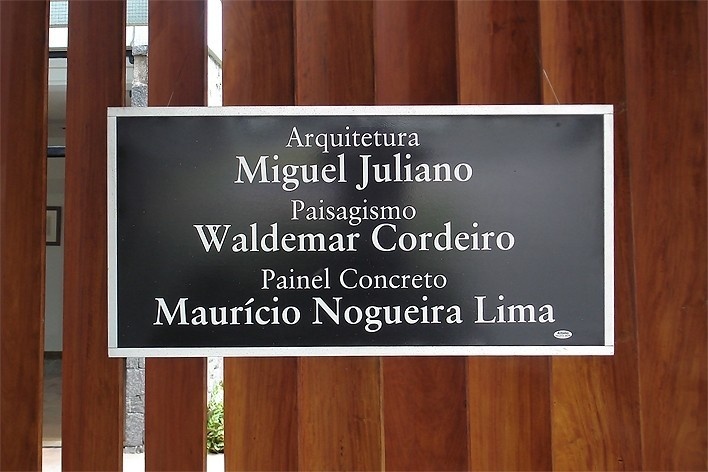 Arquitetura
Miguel Juliano
Paisagismo
Waldemar Cordeiro
Painel Concreto
Maurício Nogueira Lima